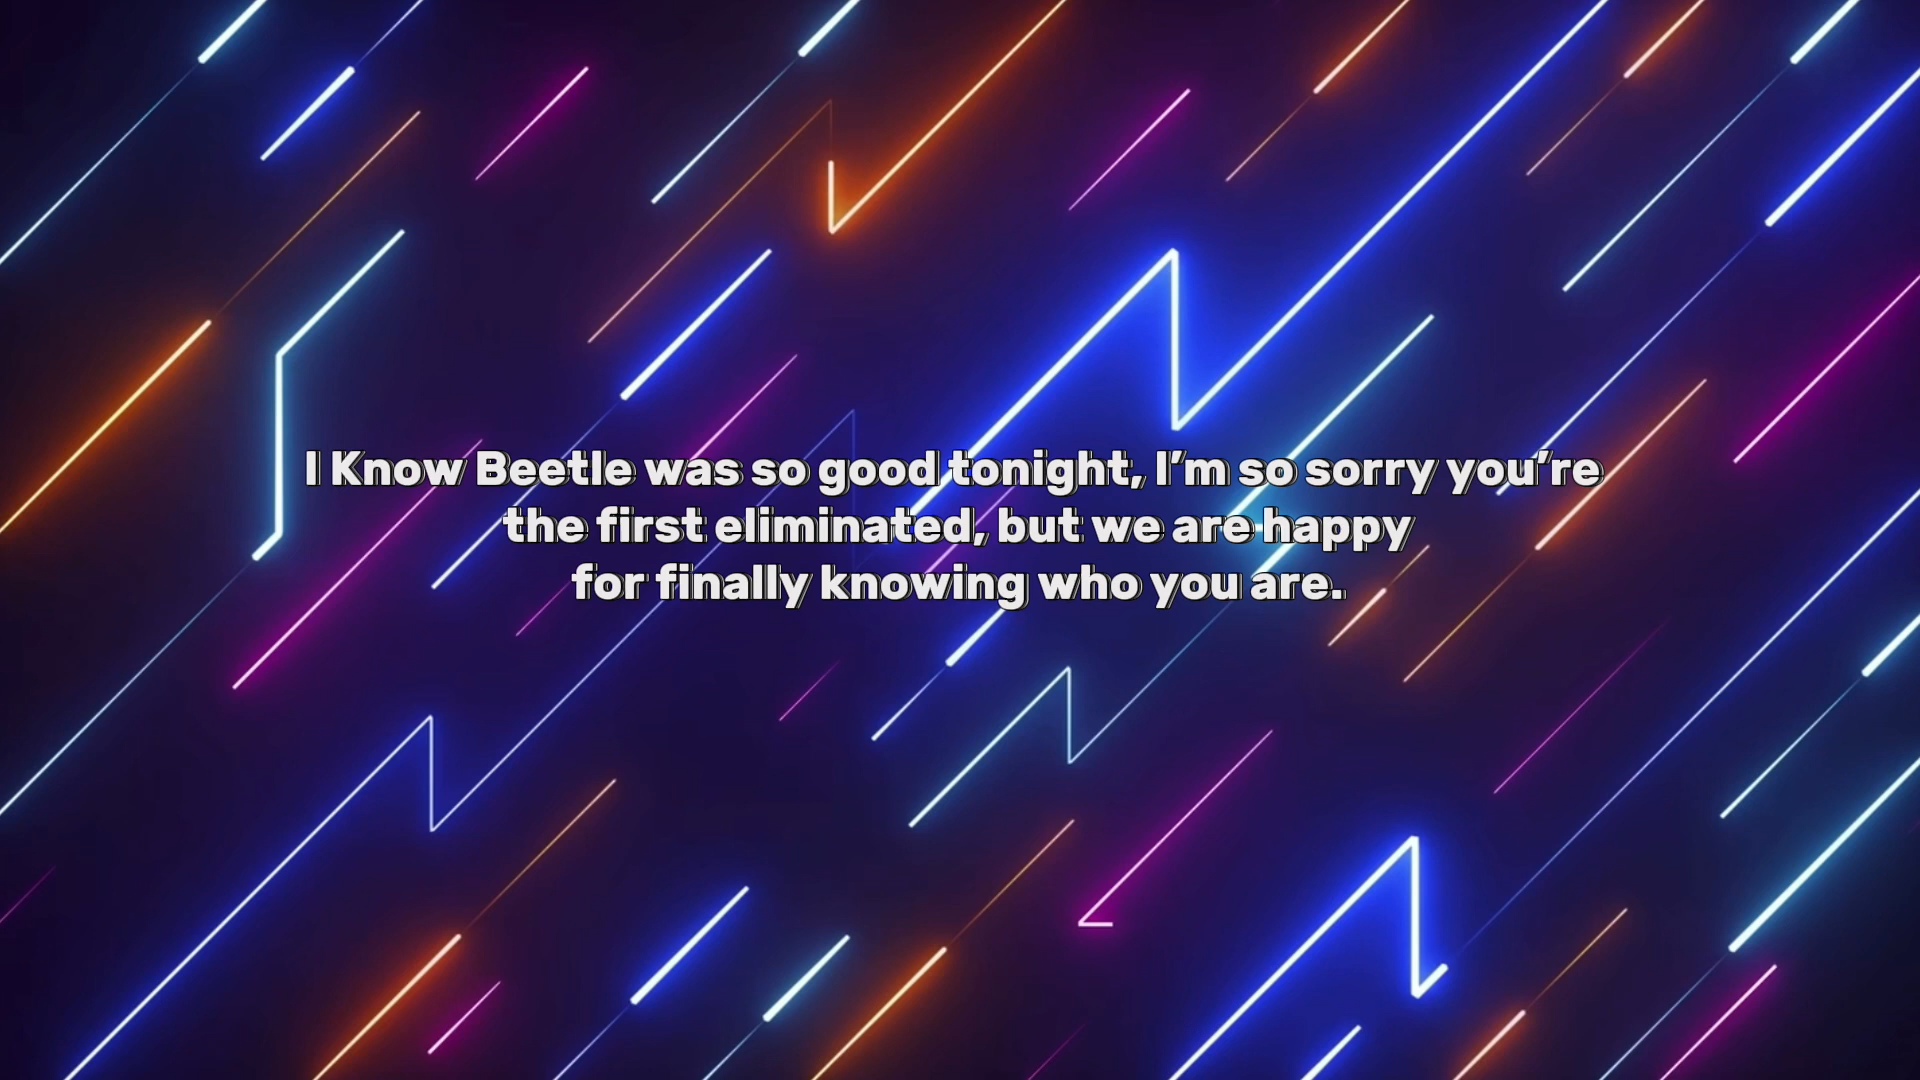 I Know Beetle was so good tonight, I'm so sorry you're
the first eliminated, but we are happy
for finally knowing who you are.